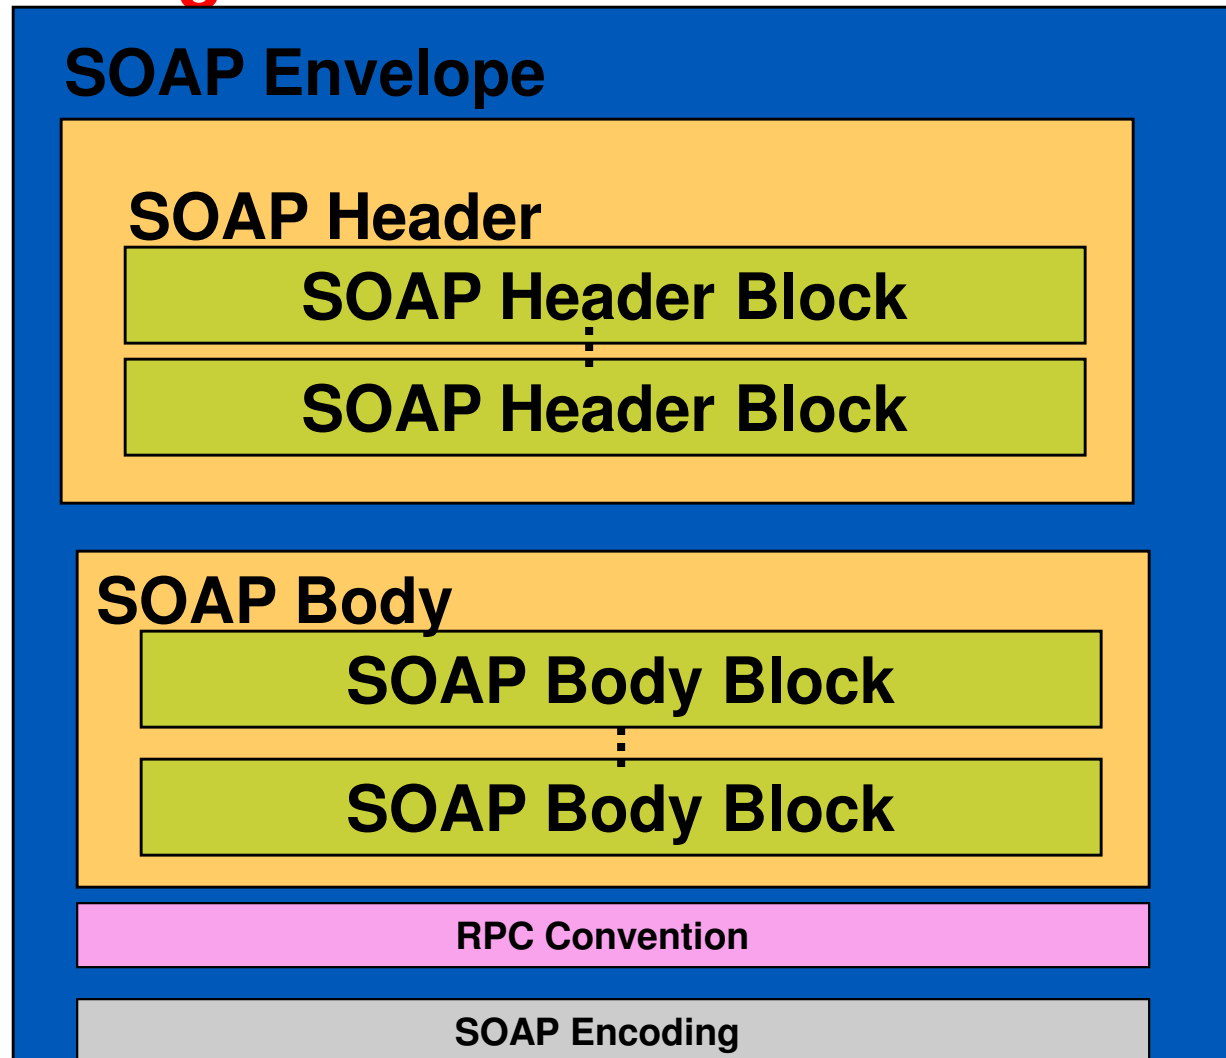 SOAP Envelope
SOAP Header
SOAP Header Block
⋮
SOAP Header Block
SOAP Body
SOAP Body Block
⋮
SOAP Body Block
RPC Convention
SOAP Encoding